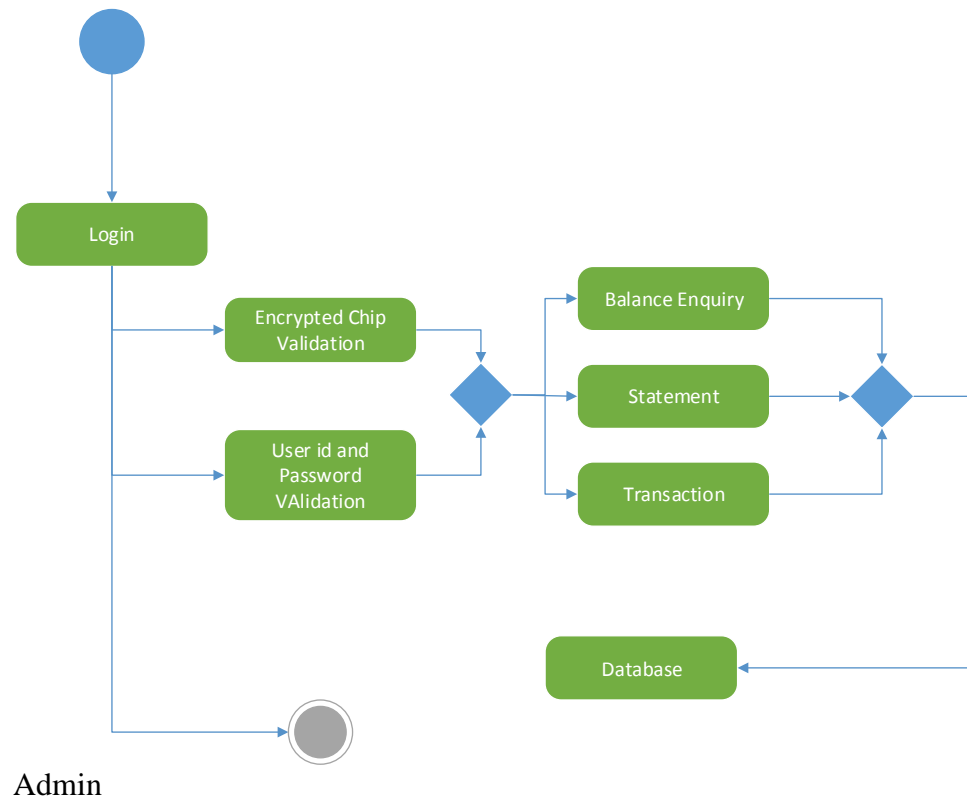 Login
Encrypted Chip
Validation
User id and
Password
VAlidation
Balance Enquiry
Statement
Transaction
Database
Admin